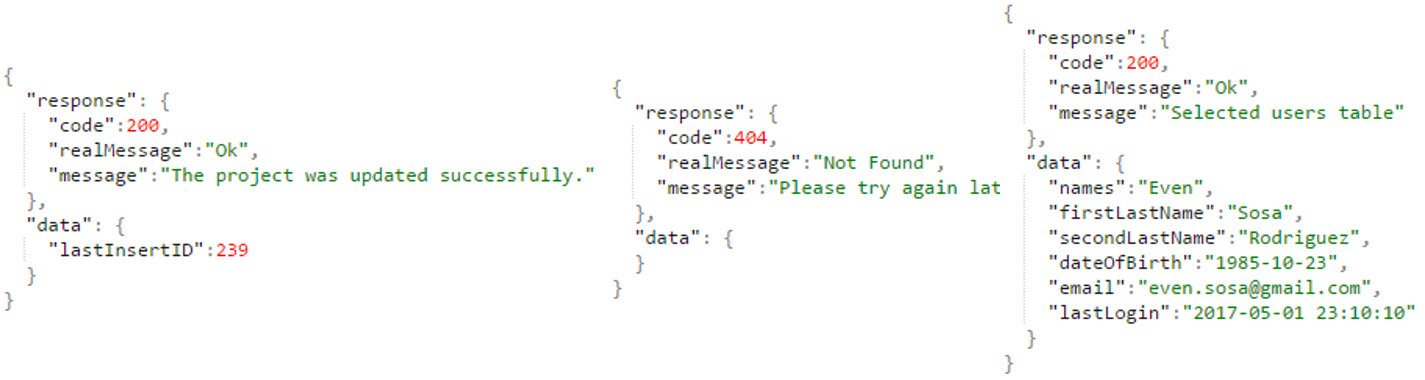 {
"response": {
"code":200,
"realMessage":"Ok",
"message":"The project was updated successfully."
},
"data": {
"lastInsertID":239
}
}
{
"response": {
"code":404,
"realMessage":"Not Found",
"message":"Please try again lat
},
"data": {
}
}
{
"response": {
"code":200,
"realMessage":"Ok",
"message":"Selected users table"
},
"data": {
"names":"Even",
"firstLastName":"Sosa",
"secondLastName":"Rodriguez",
"dateOfBirth":"1985-10-23",
"email":"even.sosa@gmail.com",
"lastLogin":"2017-05-01 23:10:10"
}
}